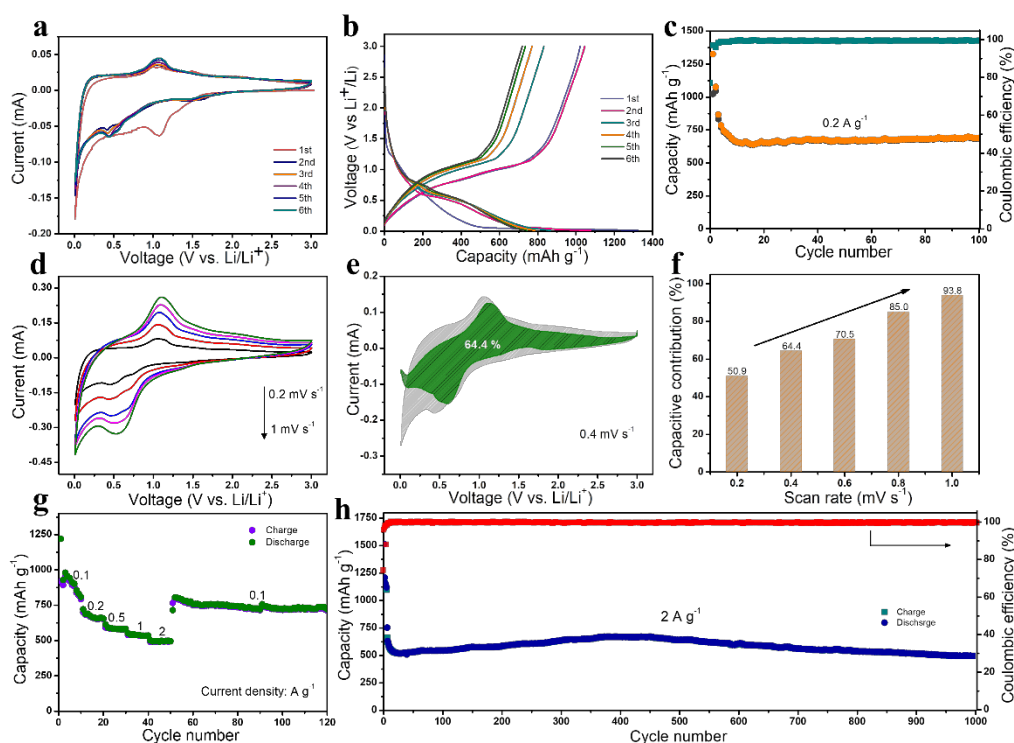 a
0.05
0.00
-0.05
-0.10
-0.15
-0.20
Current (mA)
1st
2nd
3rd
4th
5th
6th
0.0 0.5 1.0 1.5 2.0 2.5 3.0
Voltage (V vs. Li/Li⁺)
b
3.0
2.5
2.0
1.5
1.0
0.5
0.0
Voltage (V vs Li⁺/Li)
1st
2nd
3rd
4th
5th
6th
0 200 400 600 800 1000 1200
Capacity (mAh g⁻¹)
c
1500
1250
1000
750
500
250
0
Capacity (mAh g⁻¹)
0.2 A g⁻¹
100
80
60
40
20
0
Coulombic efficiency (%)
0 20 40 60 80 100
Cycle number
d
0.30
0.15
0.00
-0.15
-0.30
-0.45
Current (mA)
0.2 mV s⁻¹
1 mV s⁻¹
0.0 0.5 1.0 1.5 2.0 2.5 3.0
Voltage (V vs. Li/Li⁺)
e
0.2
0.1
0.0
-0.1
-0.2
-0.3
Current (mA)
64.4 %
0.4 mV s⁻¹
0.0 0.5 1.0 1.5 2.0 2.5 3.0
Voltage (V vs. Li/Li⁺)
f
100
80
60
40
20
0
Capacitive contribution (%)
50.9
64.4
70.5
85.0
93.8
0.2 0.4 0.6 0.8 1.0
Scan rate (mV s⁻¹)
g
1250
1000
750
500
250
0
Capacity (mAh g⁻¹)
Charge
Discharge
0.1
0.2
0.5
1
2
0.1
Current density: A g⁻¹
0 20 40 60 80 100 120
Cycle number
h
1750
1500
1250
1000
750
500
250
0
Capacity (mAh g⁻¹)
2 A g⁻¹
Charge
Dischsrge
100
80
60
40
20
0
Coulombic efficiency (%)
0 100 200 300 400 500 600 700 800 900 1000
Cycle number